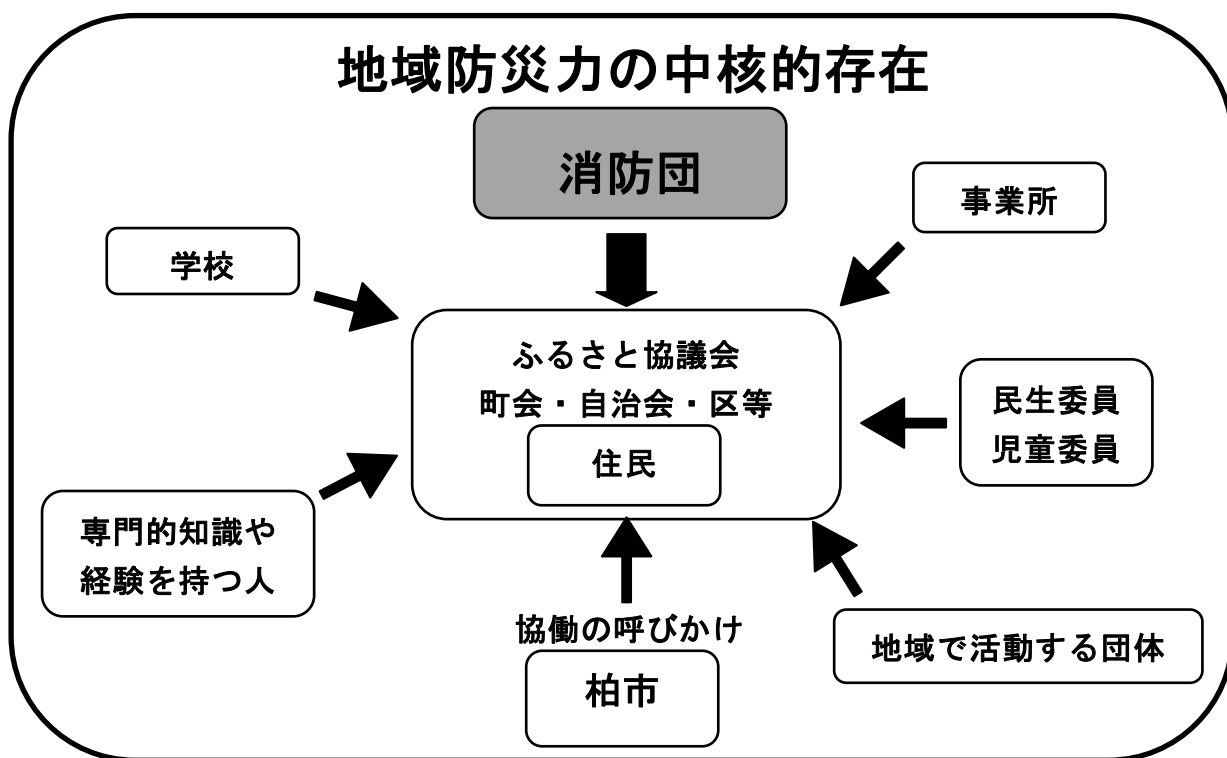 地域防災力の中核的存在
消防団
事業所
学校
ふるさと協議会
町会・自治会・区等
住民
民生委員
児童委員
専門的知識や
経験を持つ人
協働の呼びかけ
柏市
地域で活動する団体